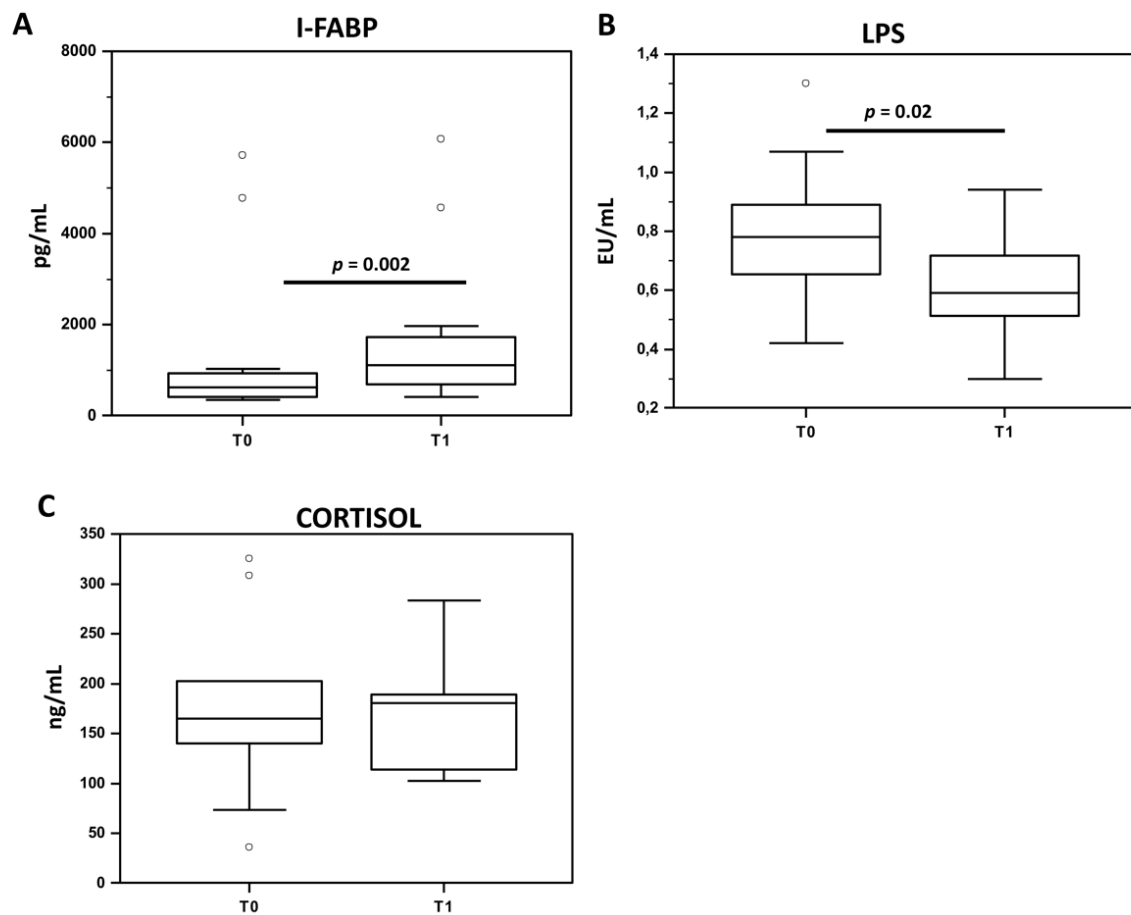 A
I-FABP
8000
6000
4000
2000
0
pg/mL
p = 0.002
T0
T1
B
LPS
1,4
1,2
1,0
0,8
0,6
0,4
0,2
EU/mL
p = 0.02
T0
T1
C
CORTISOL
350
300
250
200
150
100
50
0
ng/mL
T0
T1